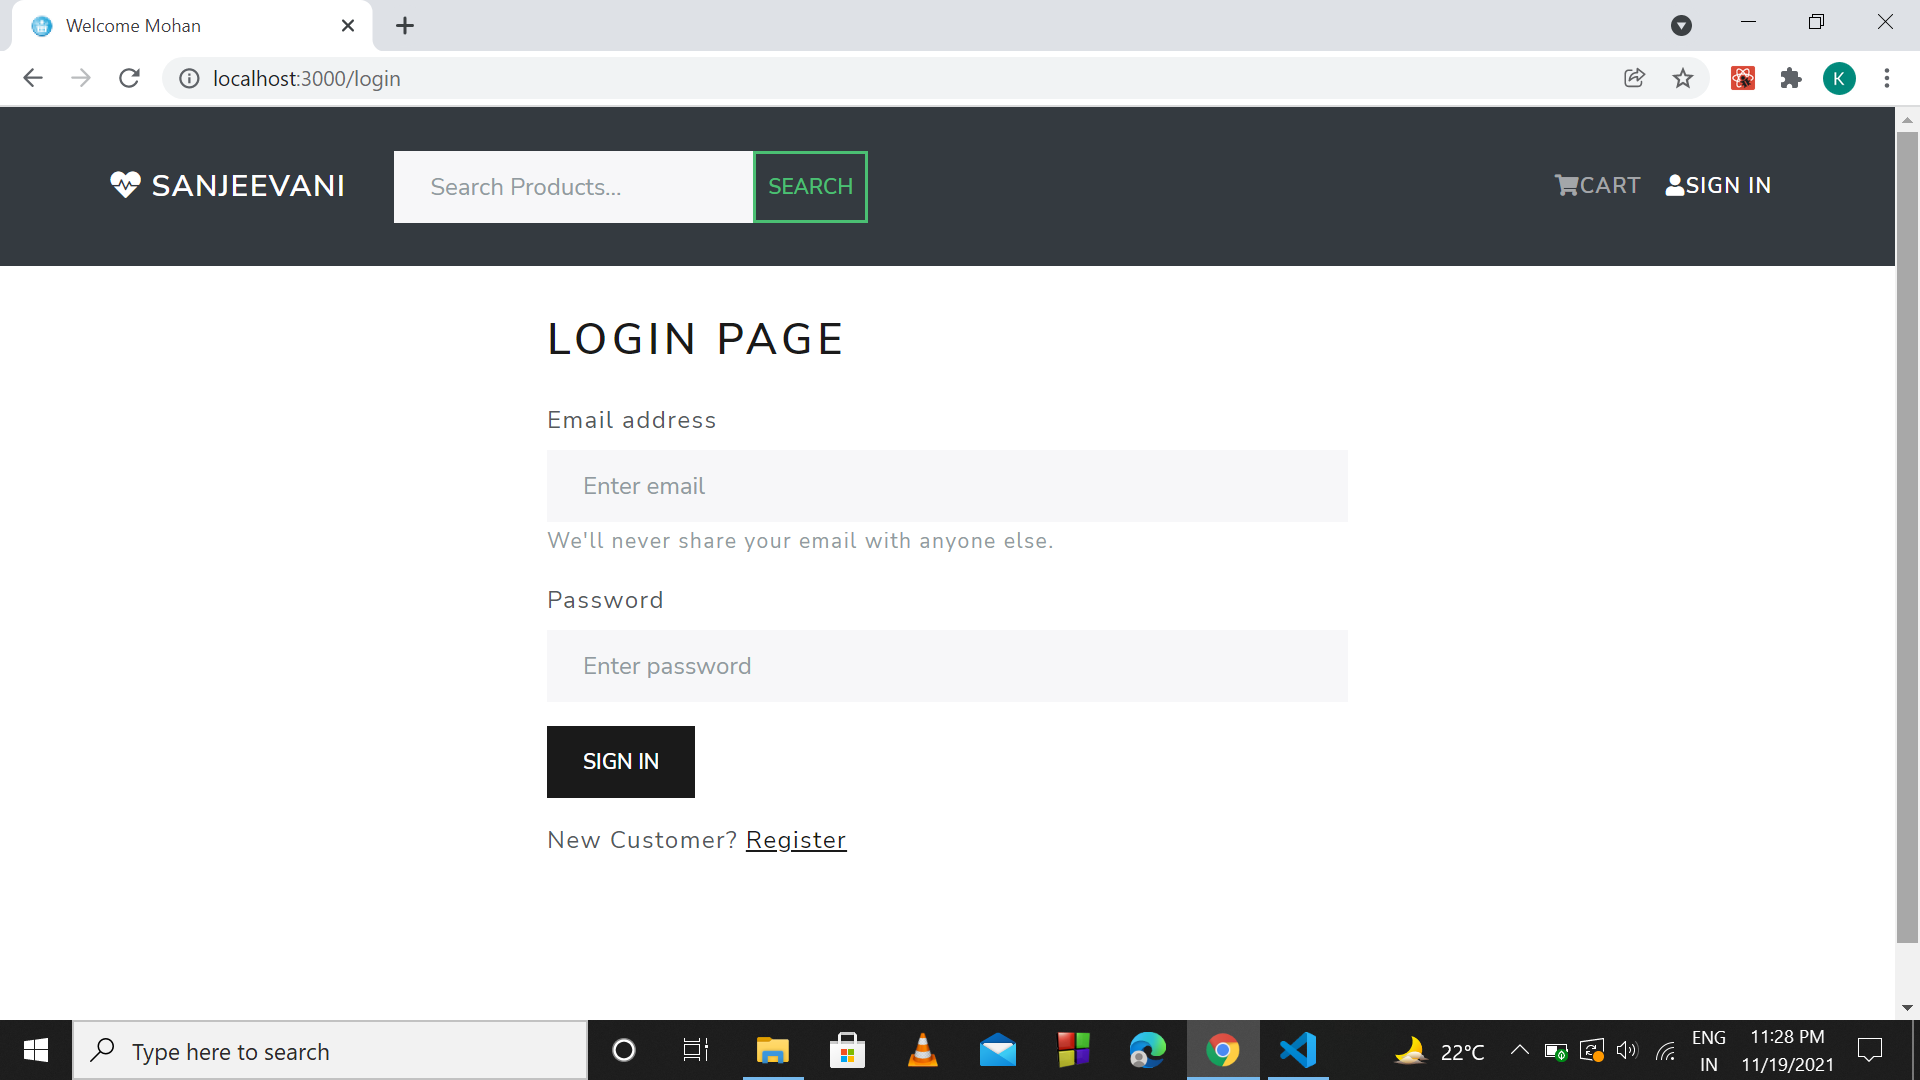 Welcome Mohan
localhost:3000/login
K
SANJEEVANI
Search Products...
SEARCH
CART
SIGN IN
LOGIN PAGE
Email address
Enter email
We'll never share your email with anyone else.
Password
Enter password
SIGN IN
New Customer? Register
Type here to search
22°C
ENG
IN
11:28 PM
11/19/2021